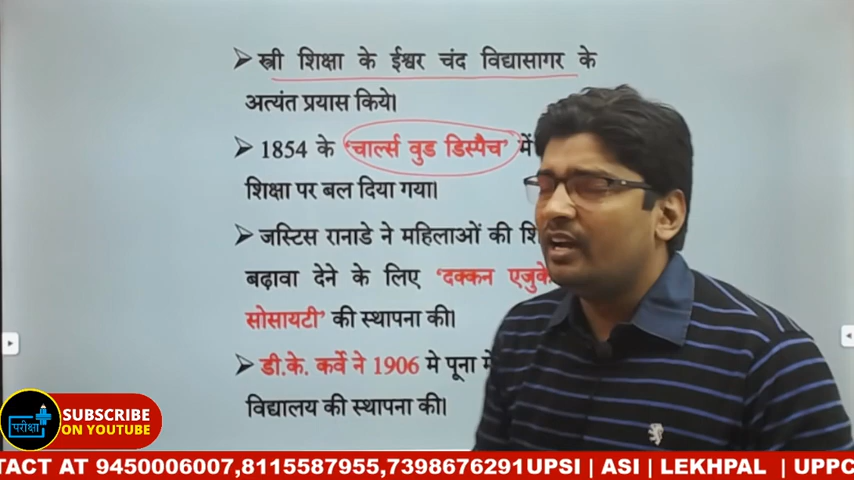 स्त्री शिक्षा के ईश्वर चंद विद्यासागर के
अत्यंत प्रयास किये।
1854 के 'चार्ल्स वुड डिस्पैच' में
शिक्षा पर बल दिया गया।
जस्टिस रानाडे ने महिलाओं की
बढ़ावा देने के लिए 'दक्कन
सोसायटी' की स्थापना की।
डी.के. कर्वे ने 1906 मे पूना
विद्यालय की स्थापना की।
परीक्षा
SUBSCRIBE
ON YOUTUBE
TACT AT 9450006007,8115587955,7398676291UPSI | ASI | LEKHPAL | UPPC